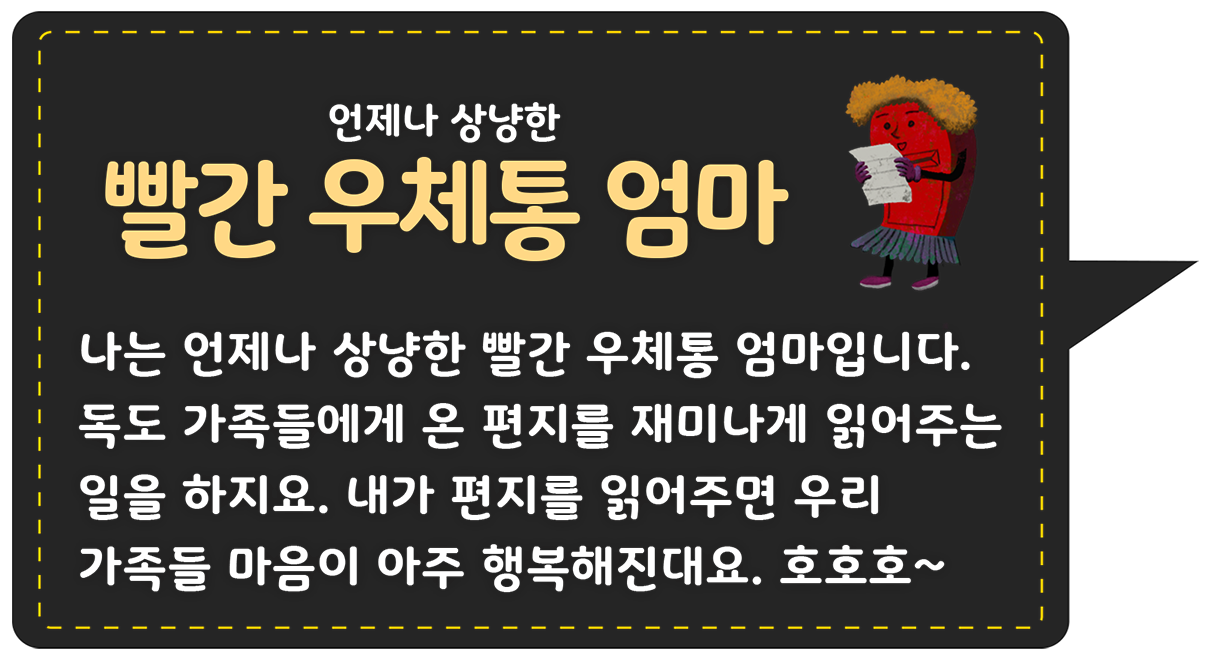 언제나 상냥한
빨간 우체통 엄마
나는 언제나 상냥한 빨간 우체통 엄마입니다.
독도 가족들에게 온 편지를 재미나게 읽어주는
일을 하지요. 내가 편지를 읽어주면 우리
가족들 마음이 아주 행복해진대요. 호호호~